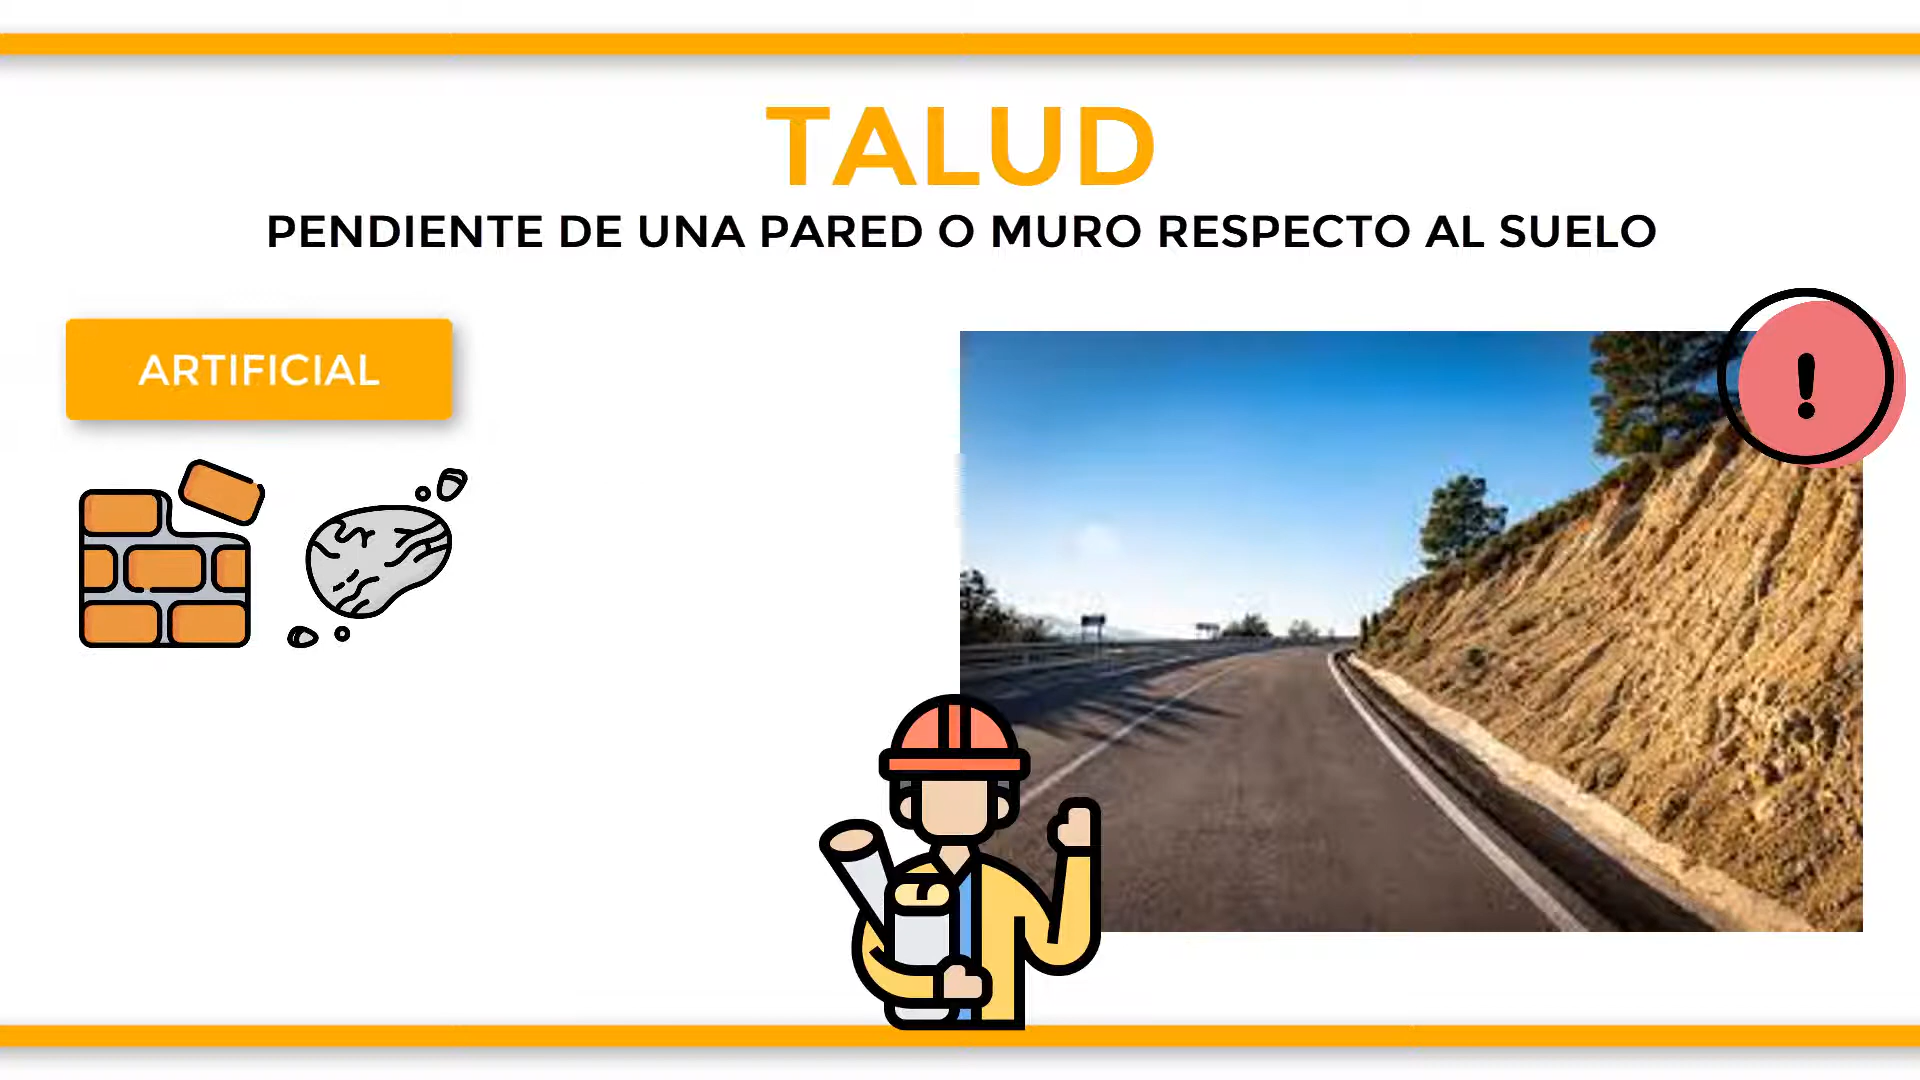 TALUD
PENDIENTE DE UNA PARED O MURO RESPECTO AL SUELO
ARTIFICIAL
!